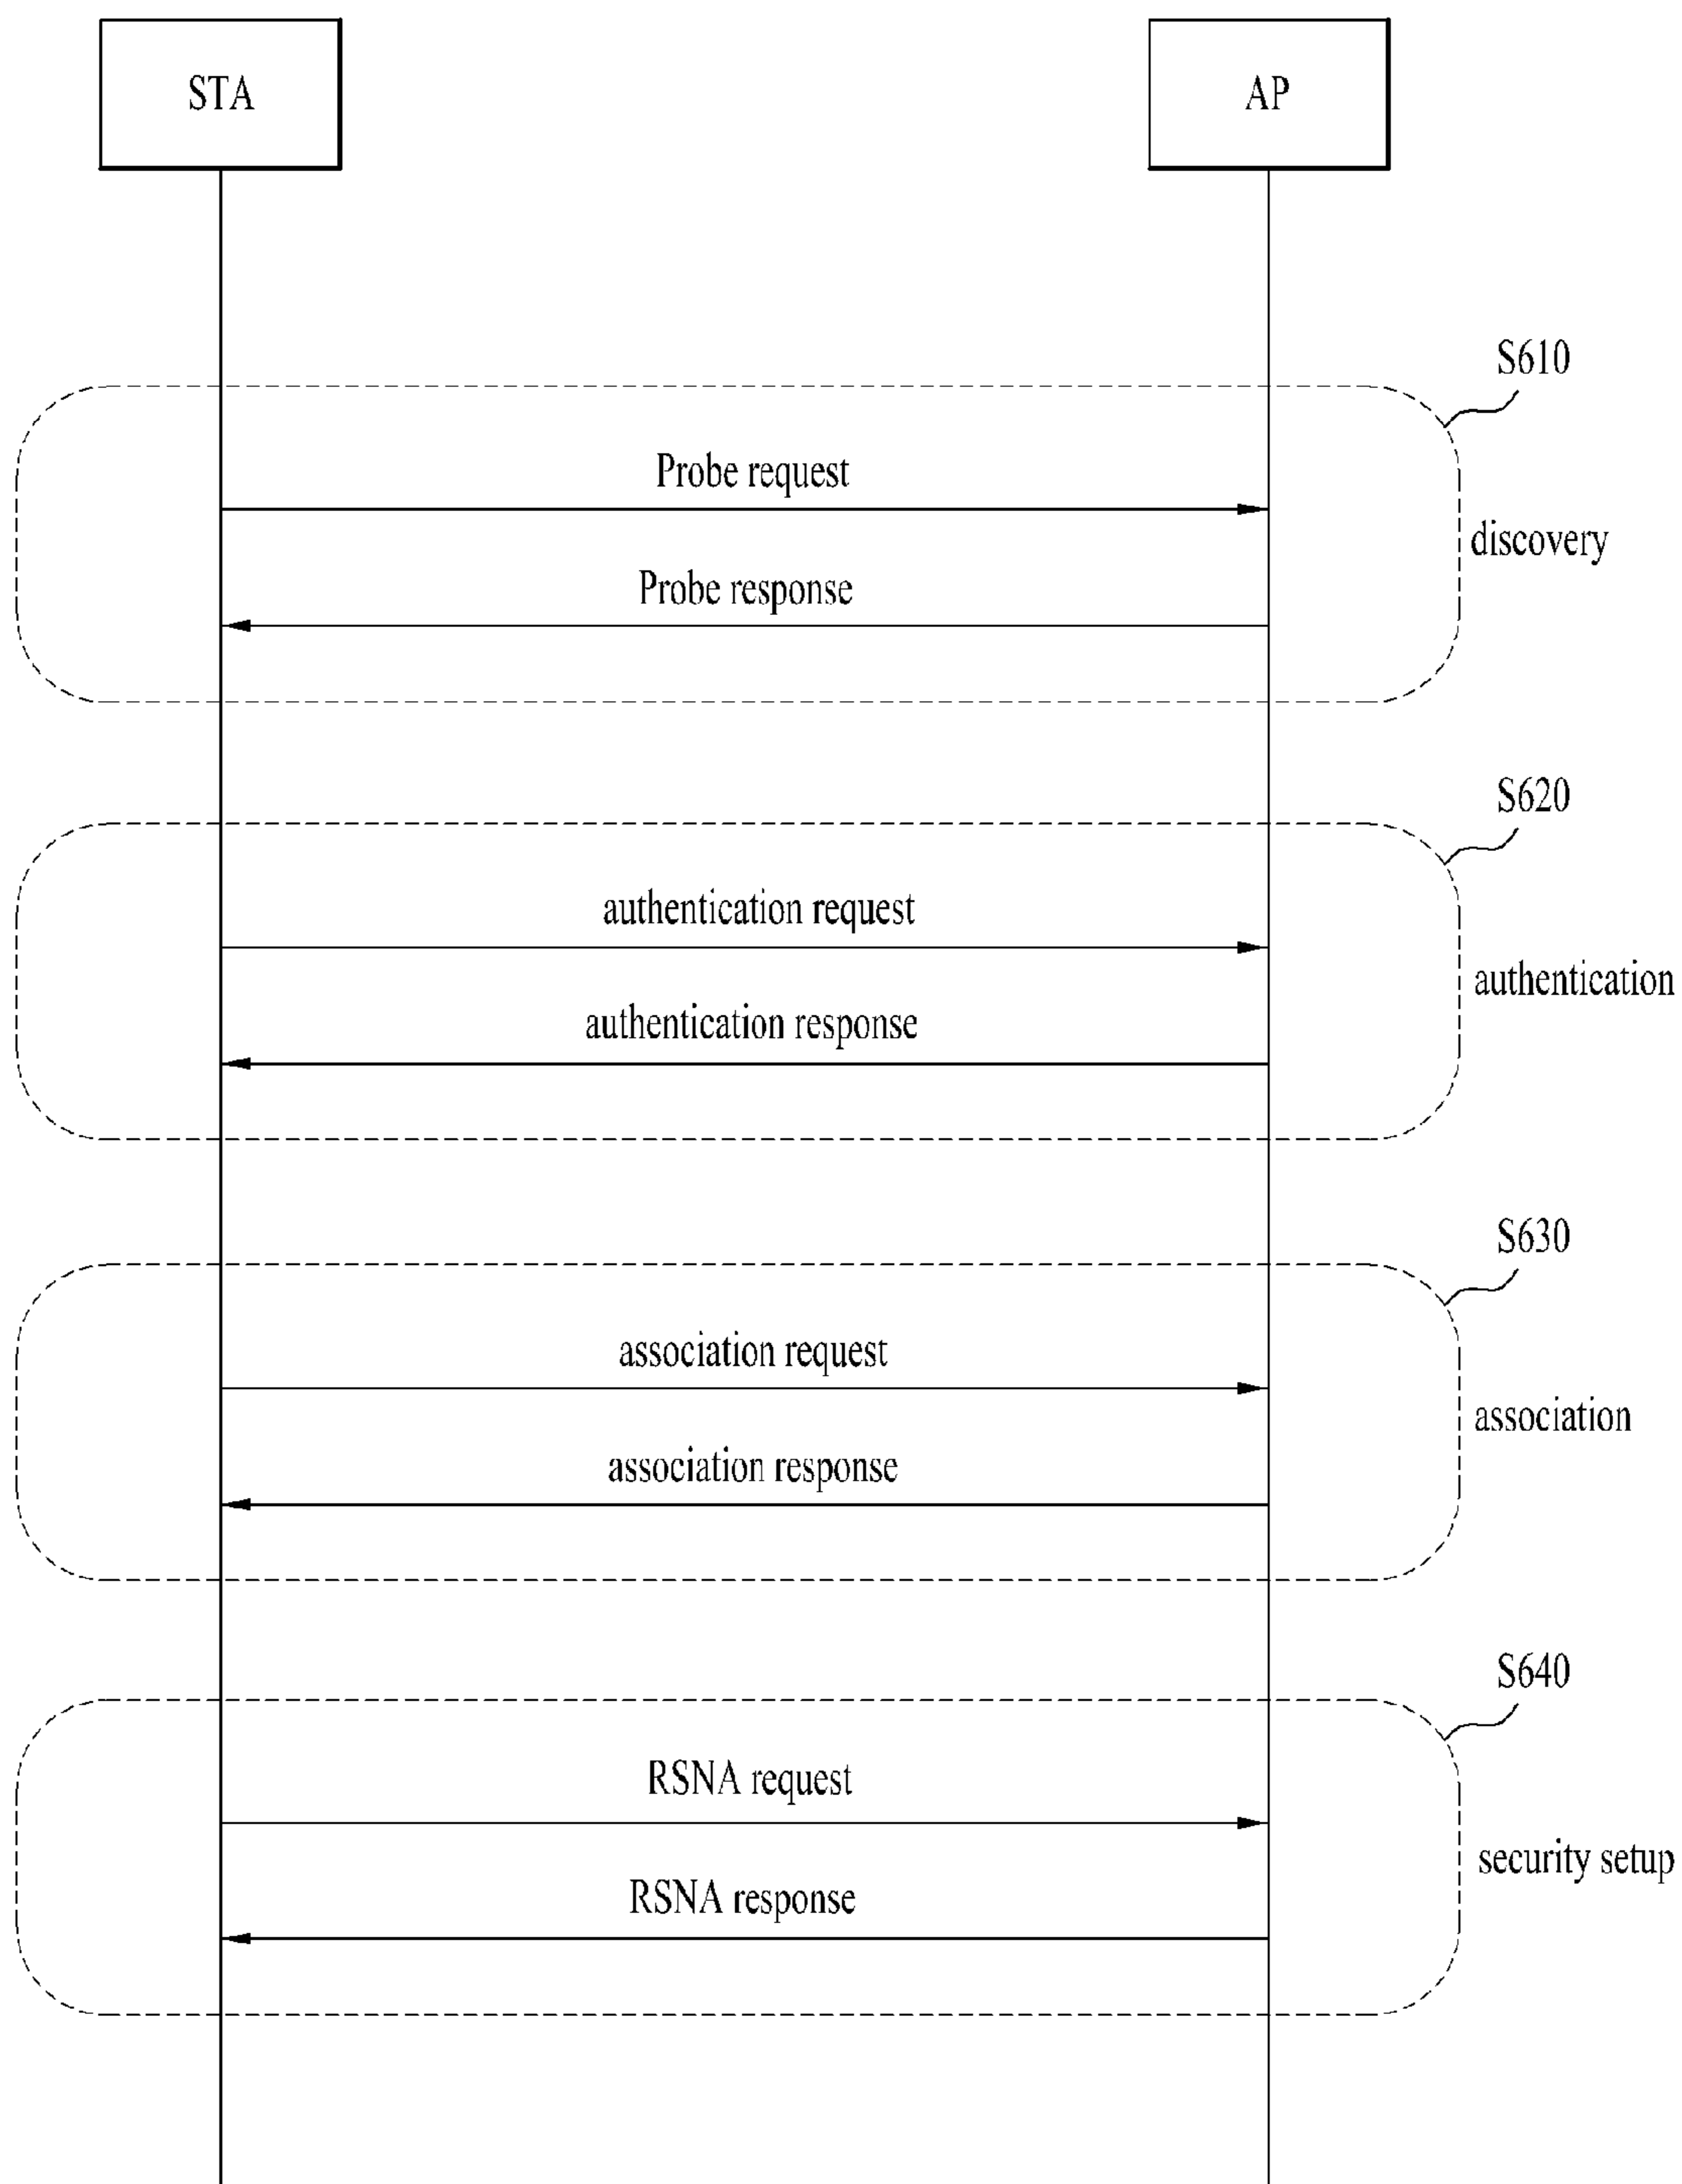 STA
AP
S610
Probe request
discovery
Probe response
S620
authentication request
authentication
authentication response
S630
association request
association
association response
S640
RSNA request
security setup
RSNA response